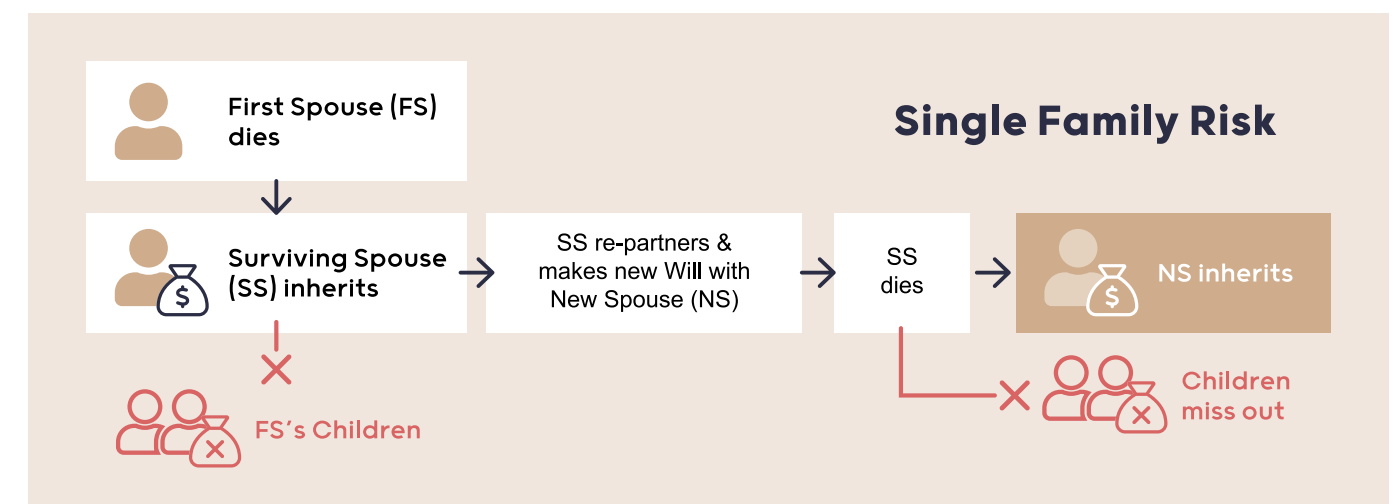 First Spouse (FS)
dies
Single Family Risk
$
Surviving Spouse
(SS) inherits
SS re-partners &
makes new Will with
New Spouse (NS)
SS
dies
$
NS inherits
FS's Children
Children
miss out